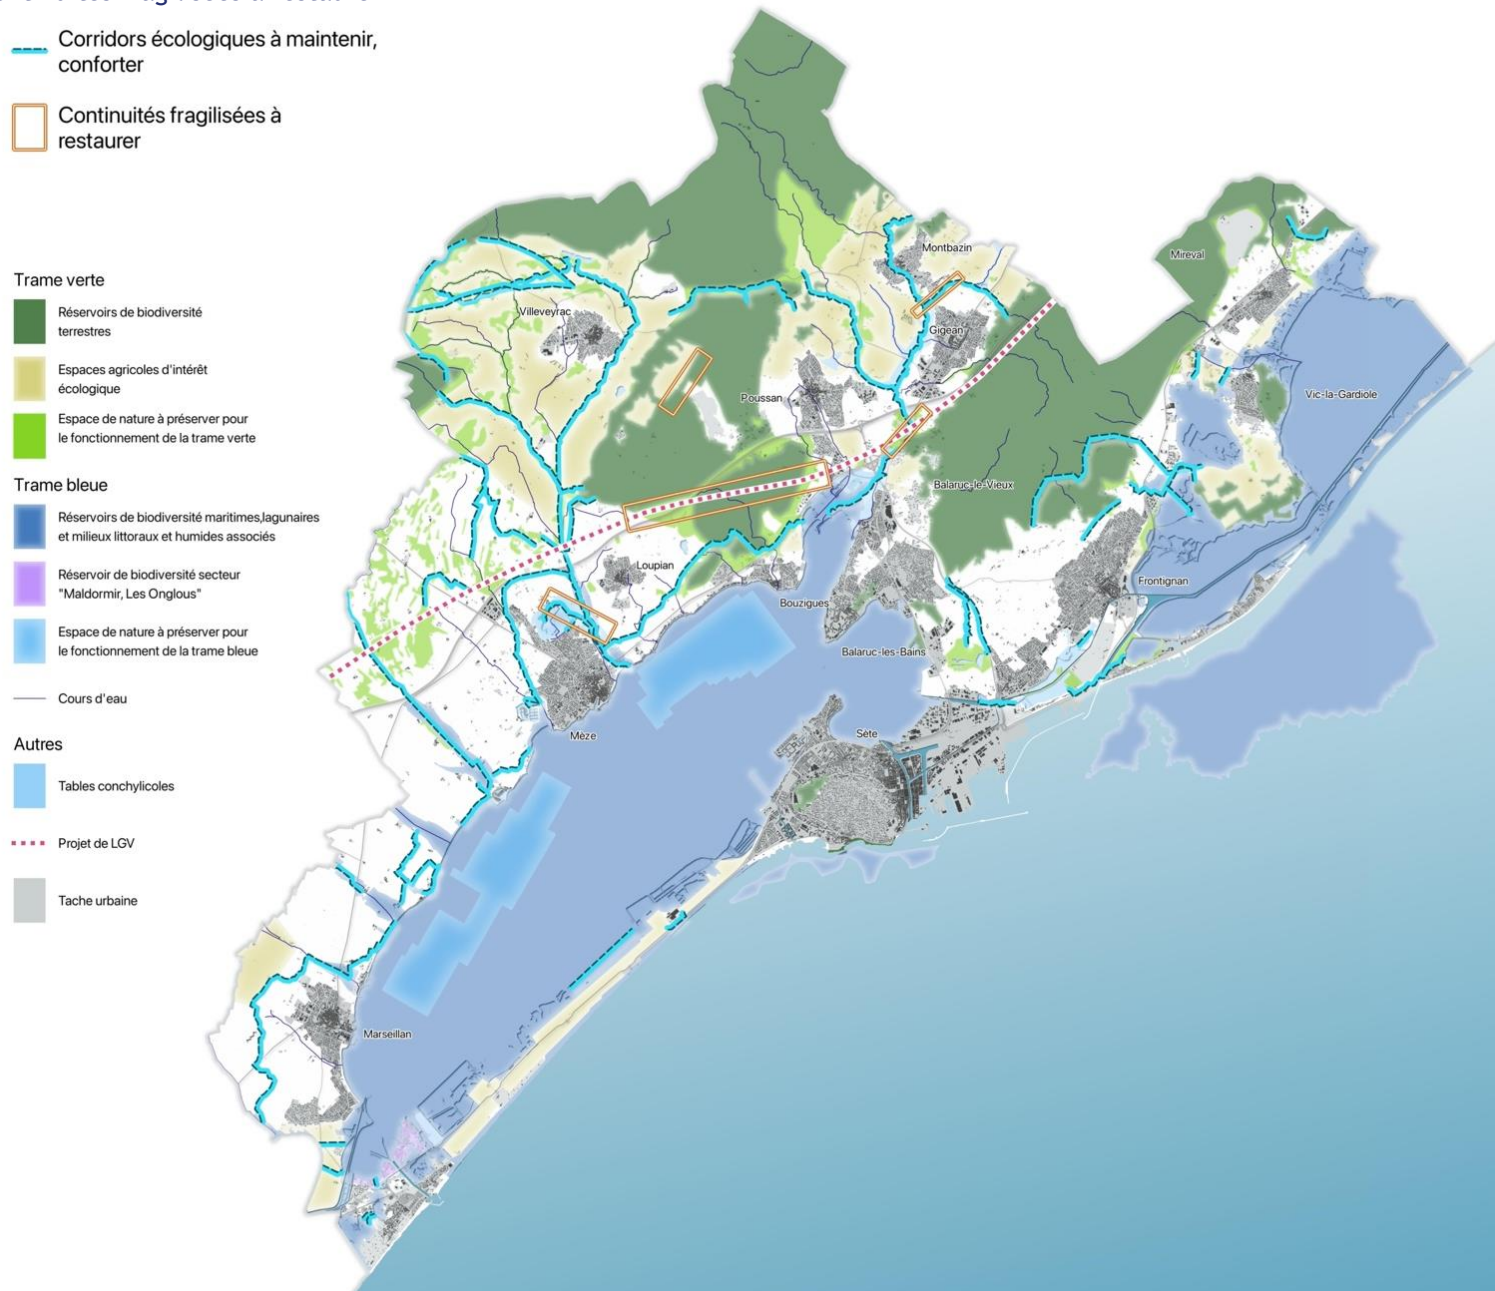 Corridors écologiques à maintenir,
conforter
Continuités fragilisées à
restaurer
Trame verte
Réservoirs de biodiversité
terrestres
Espaces agricoles d'intérêt
écologique
Espace de nature à préserver pour
le fonctionnement de la trame verte
Trame bleue
Réservoirs de biodiversité maritimes,lagunaires
et milieux littoraux et humides associés
Réservoir de biodiversité secteur
"Maldormir, Les Onglous"
Espace de nature à préserver pour
le fonctionnement de la trame bleue
Cours d'eau
Autres
Tables conchylicoles
Projet de LGV
Tache urbaine
Montbazin
Mireval
Villeveyrac
Gigean
Poussan
Vic-la-Gardiole
Balaruc-le-Vieux
Loupian
Frontignan
Bouzigues
Balaruc-les-Bains
Mèze
Sète
Marseillan